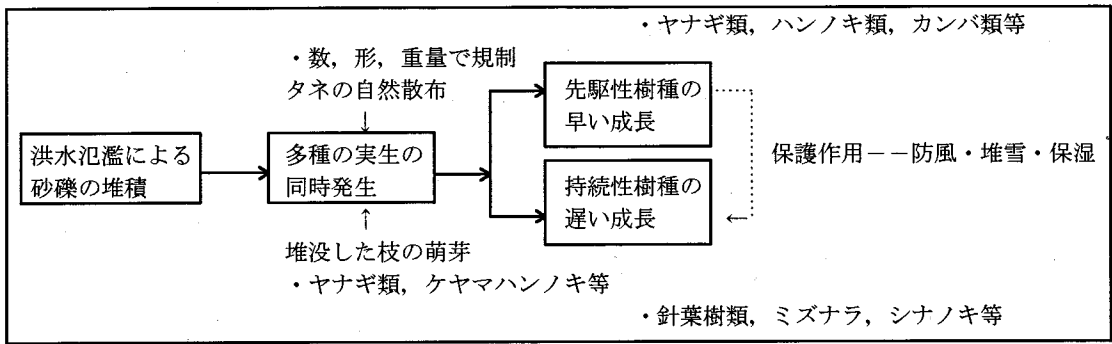 ・ヤナギ類，ハンノキ類，カンバ類等
・数，形，重量で規制
タネの自然散布
↓
洪水氾濫による
砂礫の堆積
多種の実生の
同時発生
先駆性樹種の
早い成長
持続性樹種の
遅い成長
保護作用－－防風・堆雪・保湿
←
↑
堆没した枝の萌芽
・ヤナギ類，ケヤマハンノキ等
・針葉樹類，ミズナラ，シナノキ等